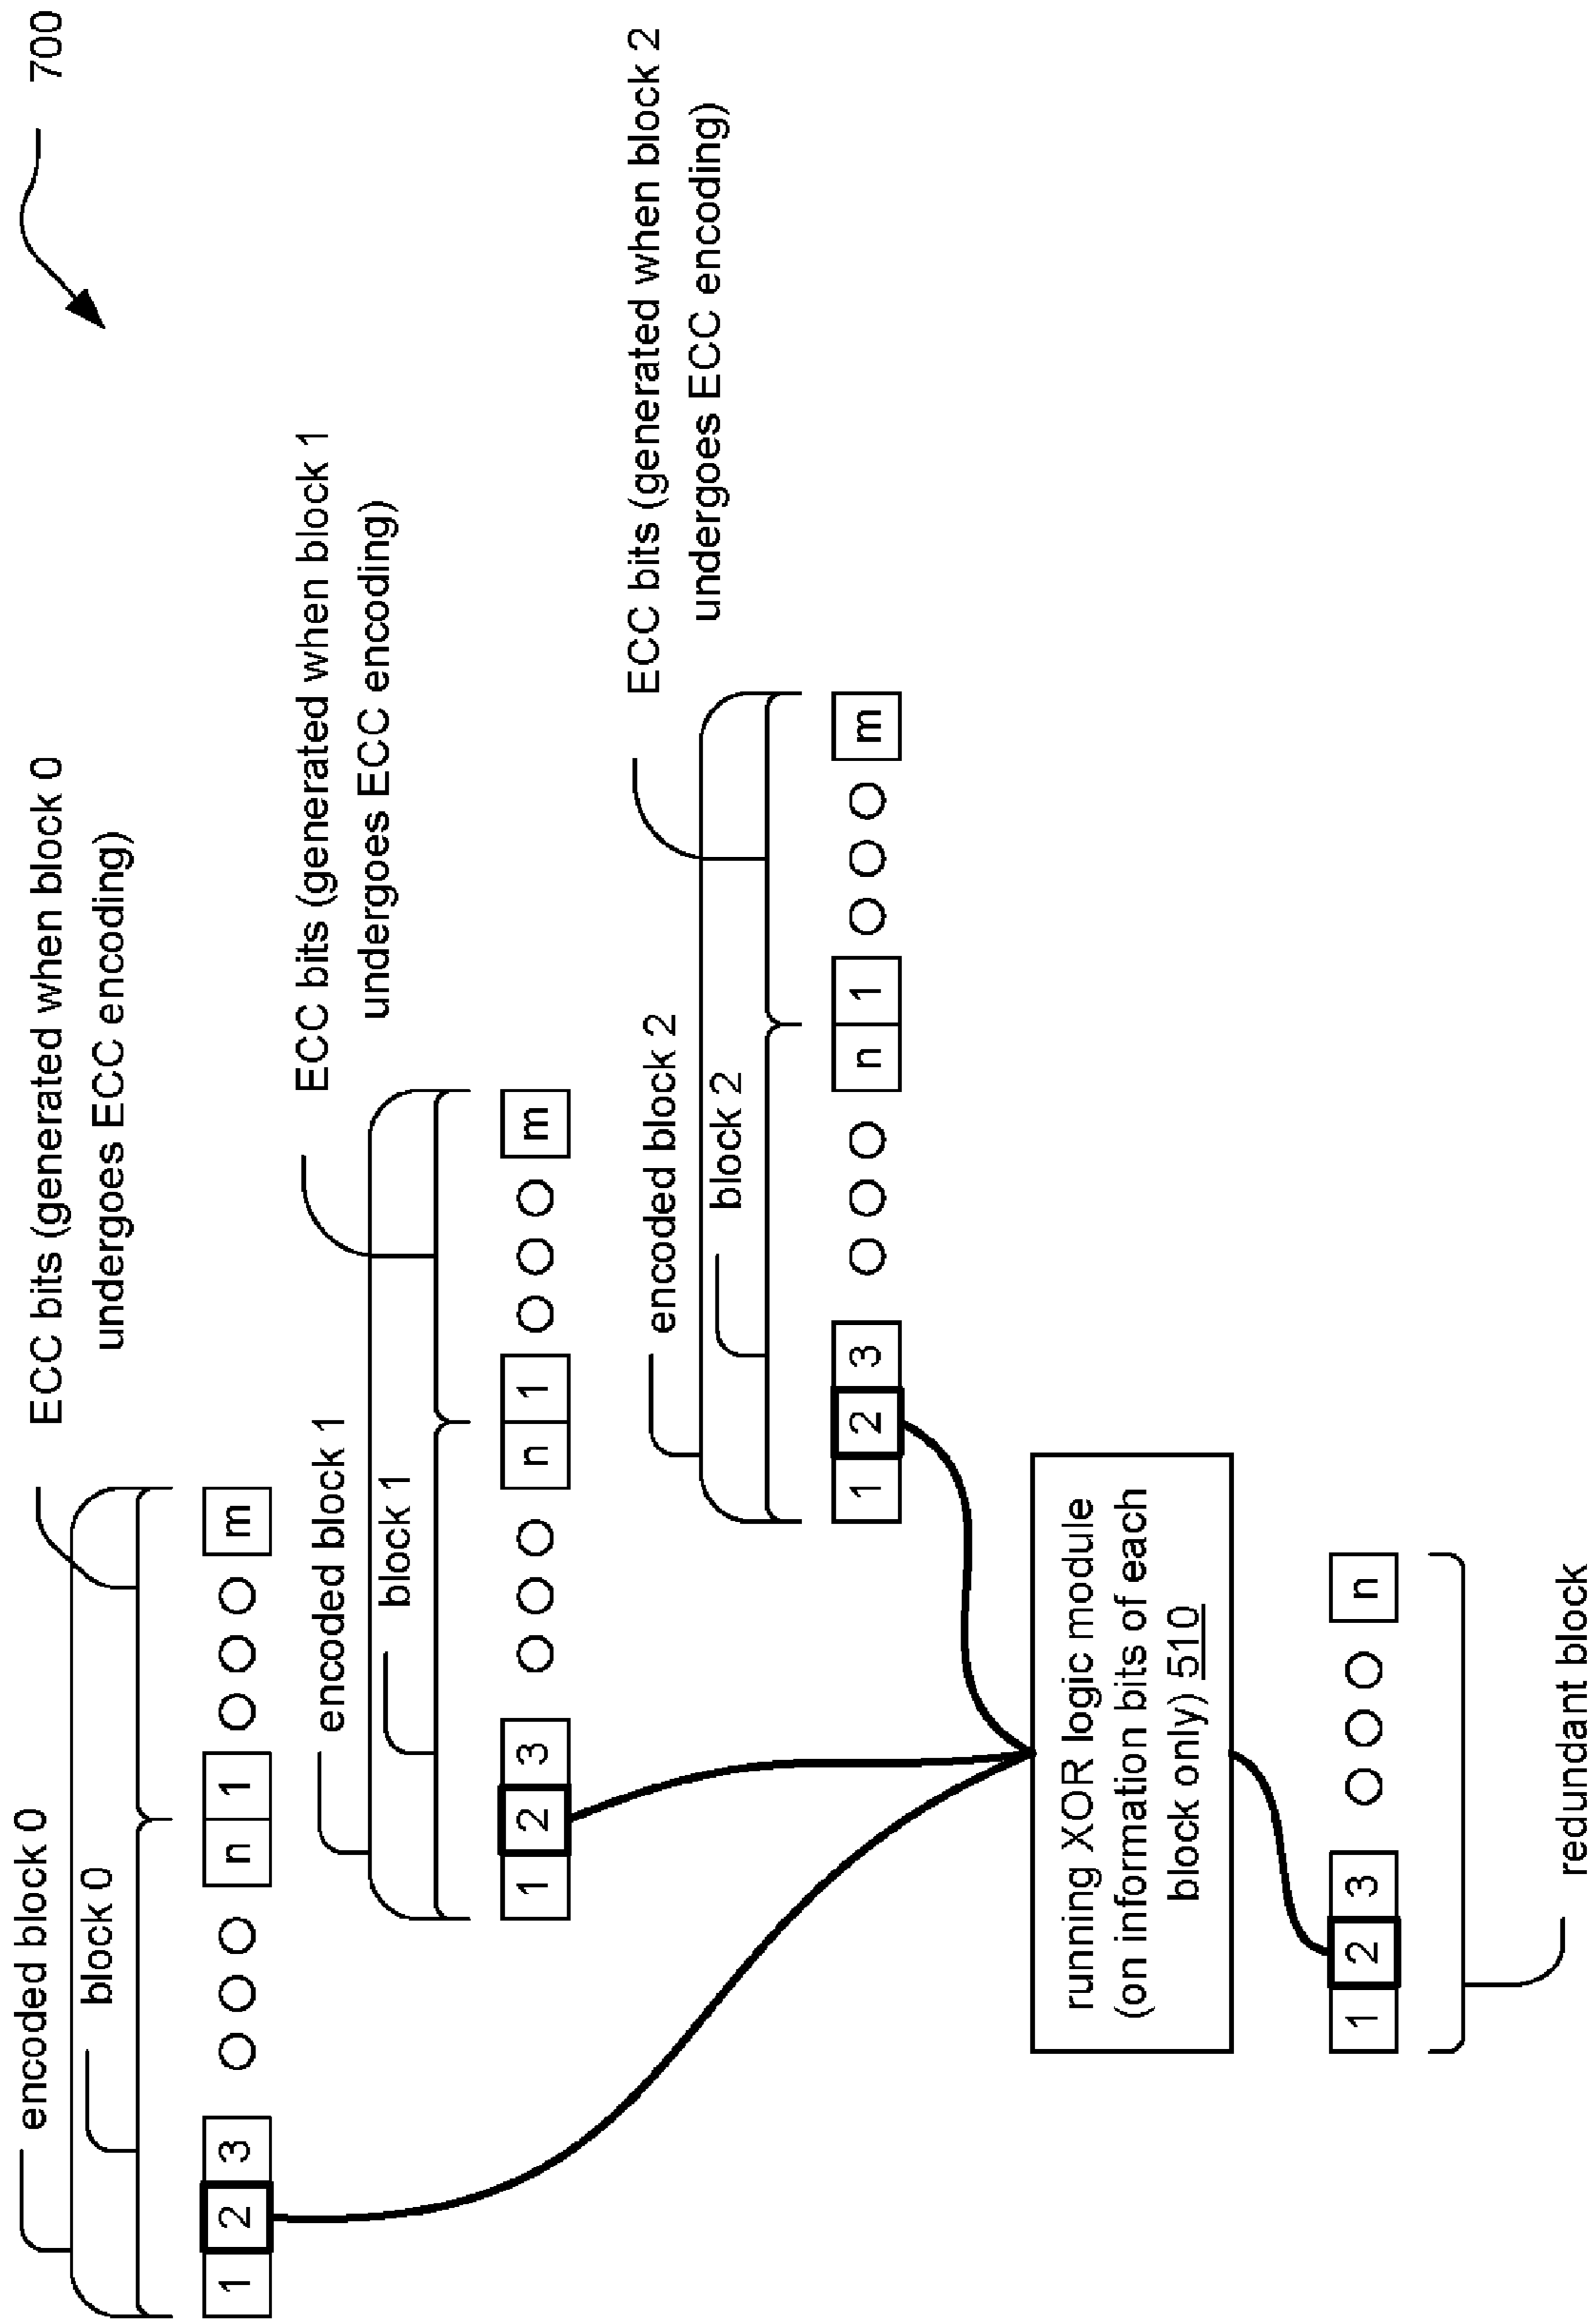 700
encoded block 0
block 0
ECC bits (generated when block 0
undergoes ECC encoding)
1 2 3 n 1 m
encoded block 1
block 1
ECC bits (generated when block 1
undergoes ECC encoding)
1 2 3 n 1 m
encoded block 2
block 2
ECC bits (generated when block 2
undergoes ECC encoding)
1 2 3 n 1 m
running XOR logic module
(on information bits of each
block only) 510
1 2 3 n
redundant block